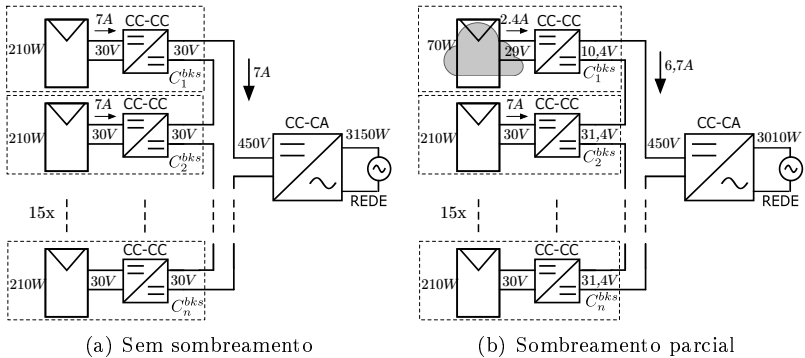 CC-CC
7A
210W
30V
30V
C₁ᵇᵏˢ
7A
CC-CC
7A
210W
30V
30V
C₂ᵇᵏˢ
450V
CC-CA
3150W
REDE
15x
CC-CC
210W
30V
30V
Cₙᵇᵏˢ
(a) Sem sombreamento
CC-CC
2.4A
70W
29V
10,4V
C₁ᵇᵏˢ
6,7A
CC-CC
7A
210W
30V
31,4V
C₂ᵇᵏˢ
450V
CC-CA
3010W
REDE
15x
CC-CC
210W
30V
31,4V
Cₙᵇᵏˢ
(b) Sombreamento parcial